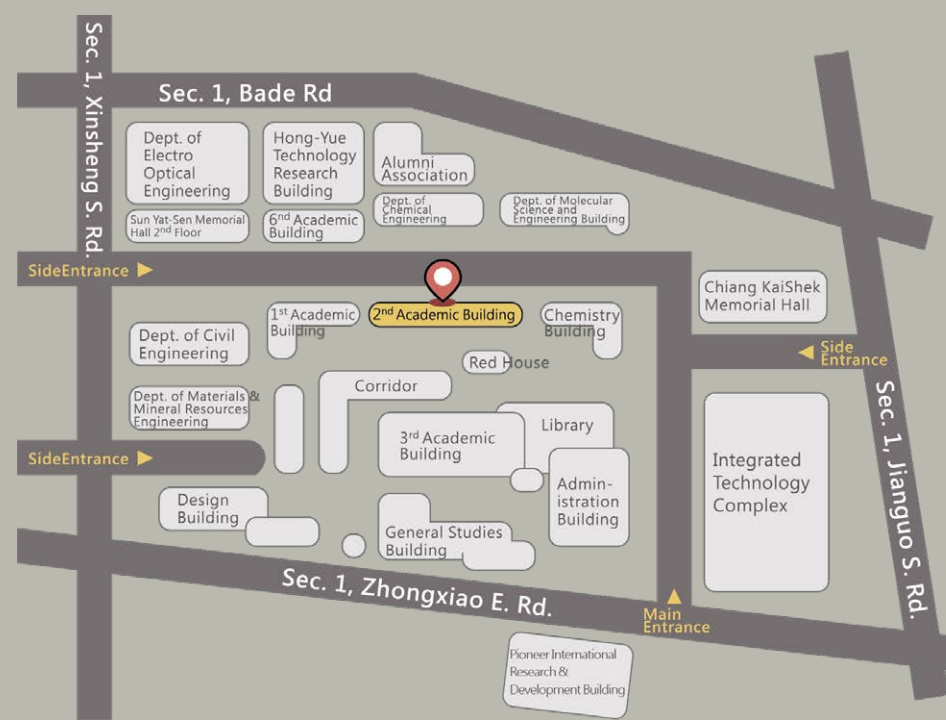 Sec. 1, Xinsheng S. Rd.
Sec. 1, Bade Rd
Dept. of
Electro
Optical
Engineering
Hong-Yue
Technology
Research
Building
Alumni
Association
Sun Yat-Sen Memorial
Hall 2nd Floor
6nd Academic
Building
Dept. of
Chemical
Engineering
Dept. of Molecular
Science and
Engineering Building
SideEntrance
Chiang KaiShek
Memorial Hall
1st Academic
Building
2nd Academic Building
Chemistry
Building
Dept. of Civil
Engineering
Side
Entrance
Red House
Corridor
Dept. of Materials &
Mineral Resources
Engineering
Sec. 1, Jianguo S. Rd.
3rd Academic
Building
Library
SideEntrance
Integrated
Technology
Complex
Admin-
istration
Building
Design
Building
General Studies
Building
Sec. 1, Zhongxiao E. Rd.
Main
Entrance
Pioneer International
Research &
Development Building